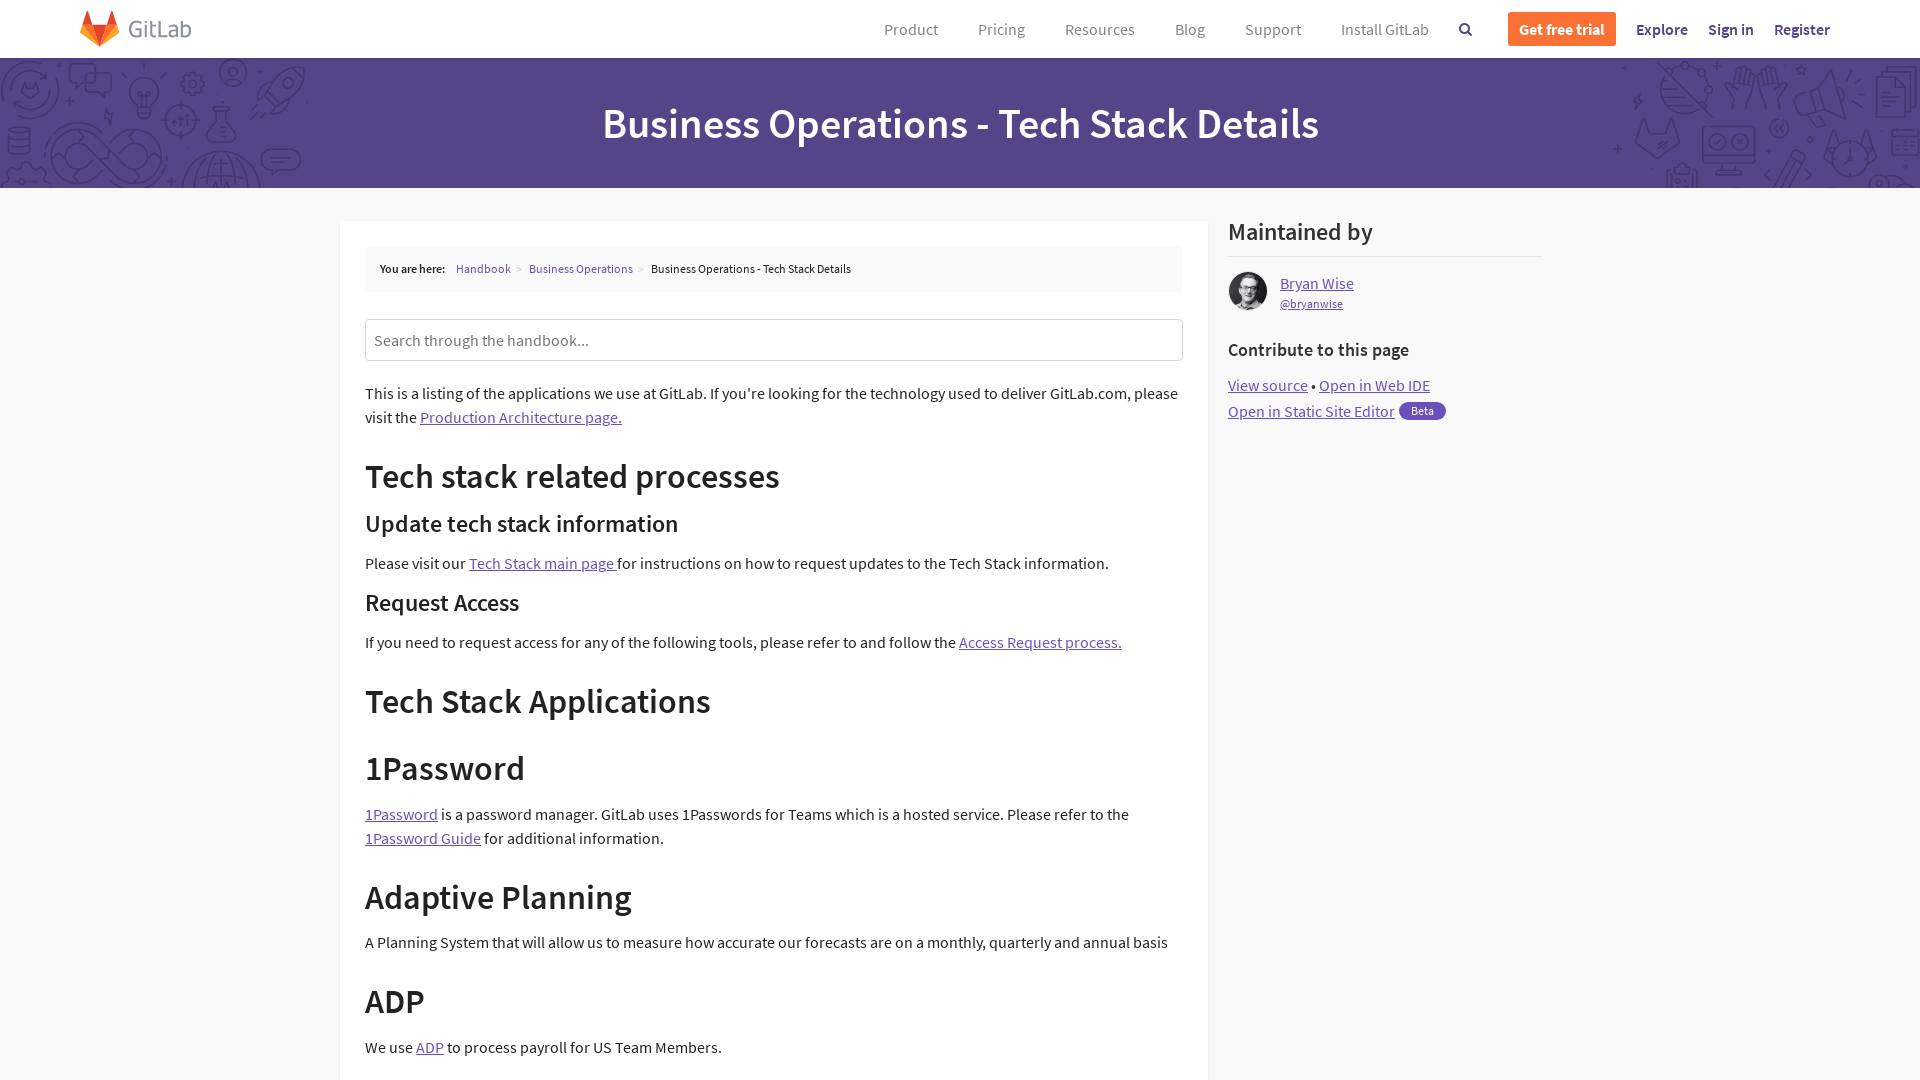 GitLab Product Pricing Resources Blog Support Install GitLab Get free trial Explore Sign in Register
Business Operations - Tech Stack Details
You are here: Handbook > Business Operations > Business Operations - Tech Stack Details
Search through the handbook...
This is a listing of the applications we use at GitLab. If you're looking for the technology used to deliver GitLab.com, please
visit the Production Architecture page.
Tech stack related processes
Update tech stack information
Please visit our Tech Stack main page for instructions on how to request updates to the Tech Stack information.
Request Access
If you need to request access for any of the following tools, please refer to and follow the Access Request process.
Tech Stack Applications
1Password
1Password is a password manager. GitLab uses 1Passwords for Teams which is a hosted service. Please refer to the
1Password Guide for additional information.
Adaptive Planning
A Planning System that will allow us to measure how accurate our forecasts are on a monthly, quarterly and annual basis
ADP
We use ADP to process payroll for US Team Members.
Maintained by
Bryan Wise
@bryanwise
Contribute to this page
View source • Open in Web IDE
Open in Static Site Editor Beta